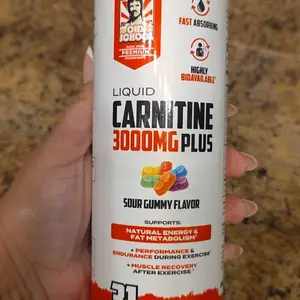 OLD SCHOOL
PREMIUM
FAST ABSORBING
HIGHLY
BIOAVAILABLE*
LIQUID
CARNITINE
3000MG PLUS
SOUR GUMMY FLAVOR
SUPPORTS:
NATURAL ENERGY &
FAT METABOLISM*
+ PERFORMANCE &
ENDURANCE DURING EXERCISE*
+ MUSCLE RECOVERY
AFTER EXERCISE*
31